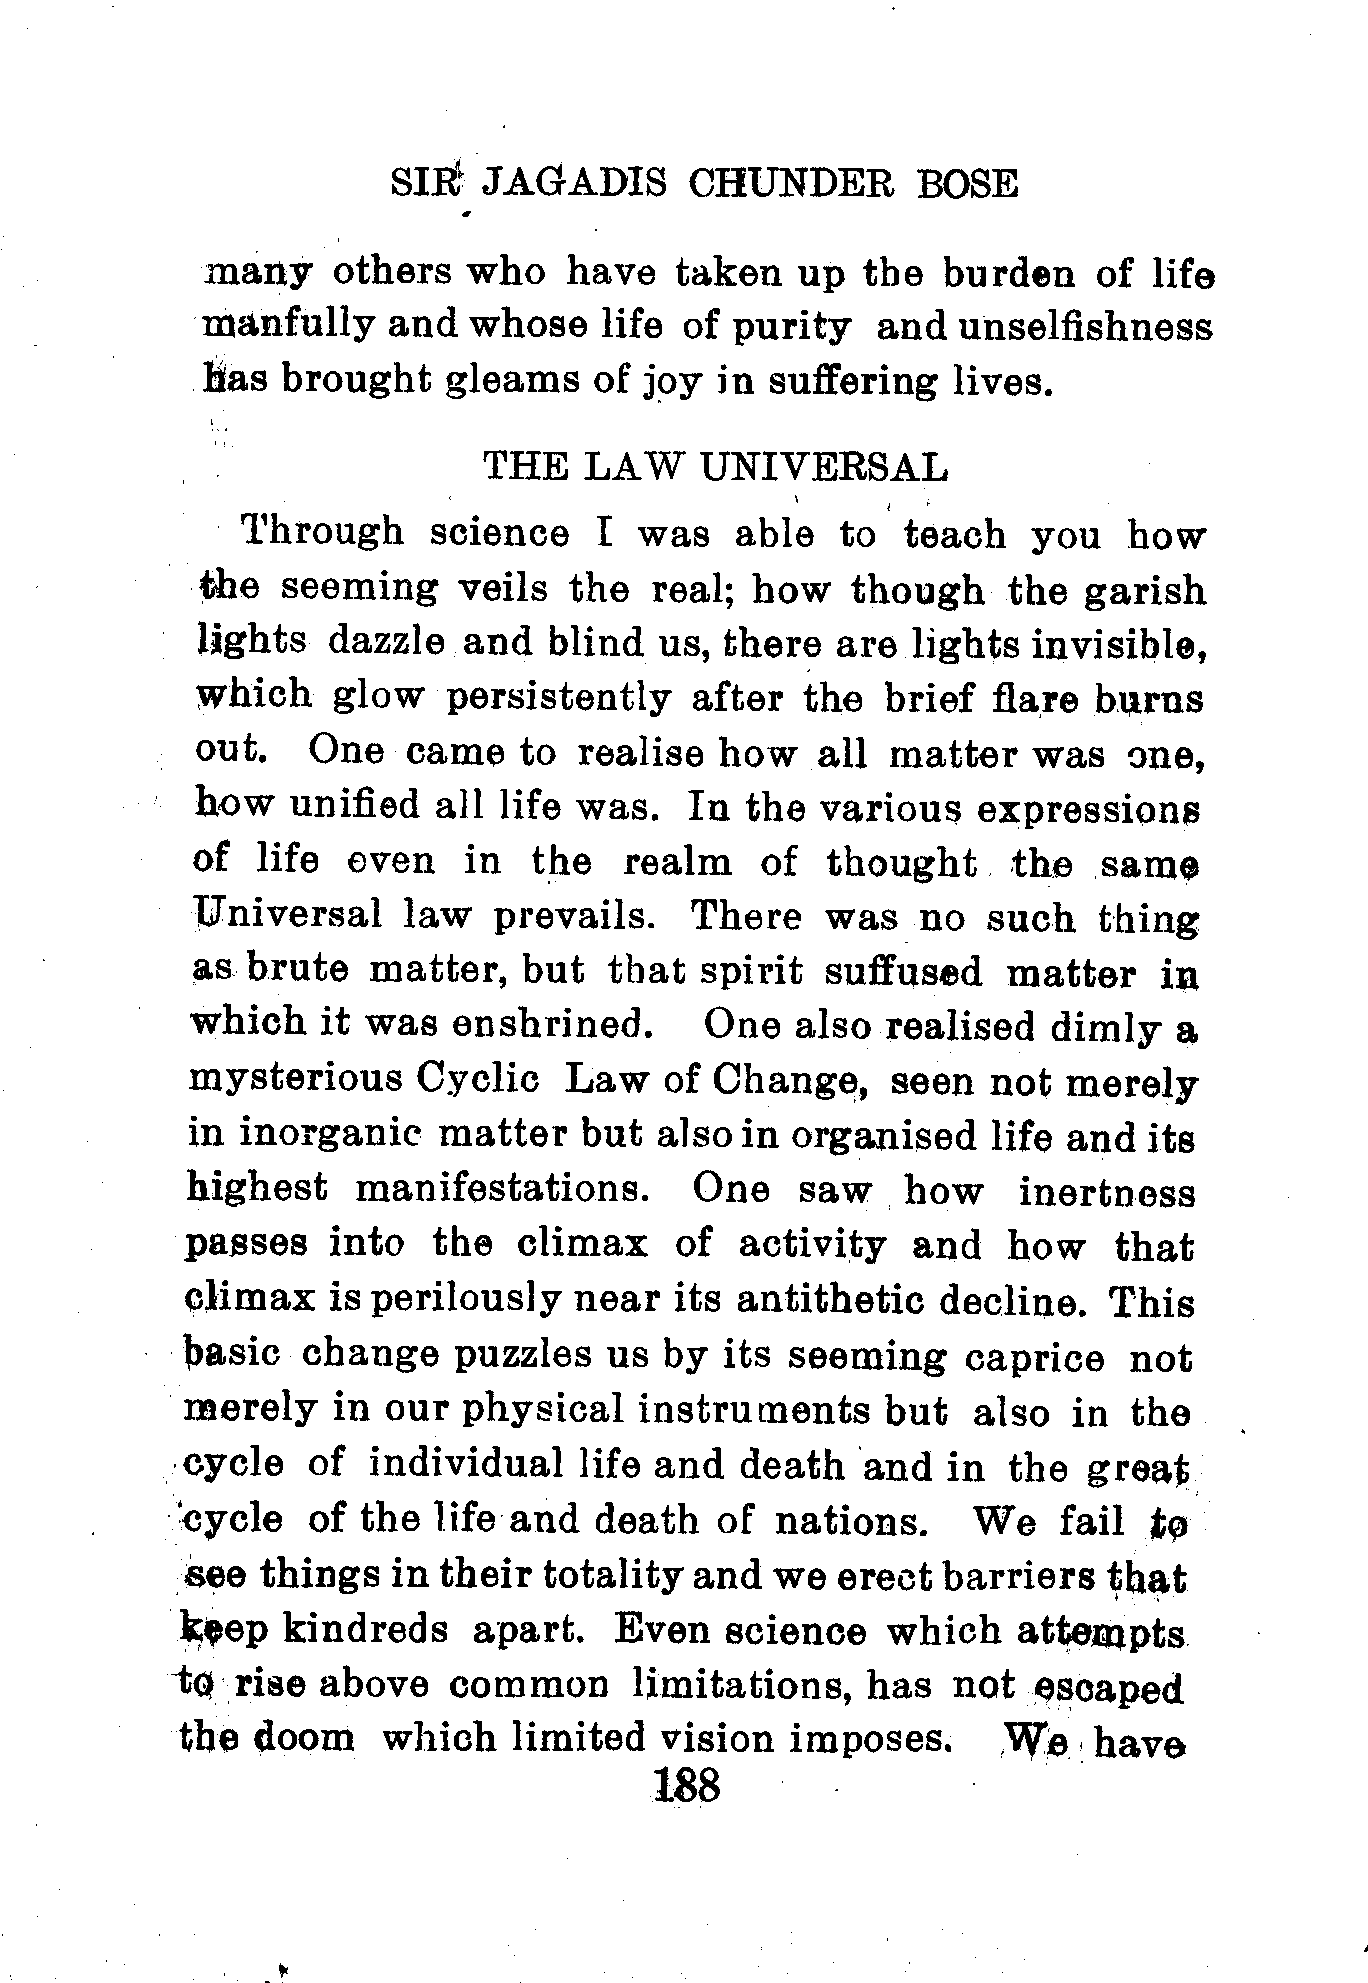 SIR JAGADIS CHUNDER BOSE
many others who have taken up the burden of life
manfully and whose life of purity and unselfishness
has brought gleams of joy in suffering lives.
THE LAW UNIVERSAL
Through science I was able to teach you how
the seeming veils the real; how though the garish
lights dazzle and blind us, there are lights invisible,
which glow persistently after the brief flare burns
out. One came to realise how all matter was one,
how unified all life was. In the various expressions
of life even in the realm of thought the same
Universal law prevails. There was no such thing
as brute matter, but that spirit suffused matter in
which it was enshrined. One also realised dimly a
mysterious Cyclic Law of Change, seen not merely
in inorganic matter but also in organised life and its
highest manifestations. One saw how inertness
passes into the climax of activity and how that
climax is perilously near its antithetic decline. This
basic change puzzles us by its seeming caprice not
merely in our physical instruments but also in the
cycle of individual life and death and in the great
cycle of the life and death of nations. We fail to
see things in their totality and we erect barriers that
keep kindreds apart. Even science which attempts
to rise above common limitations, has not escaped
the doom which limited vision imposes. We have
188